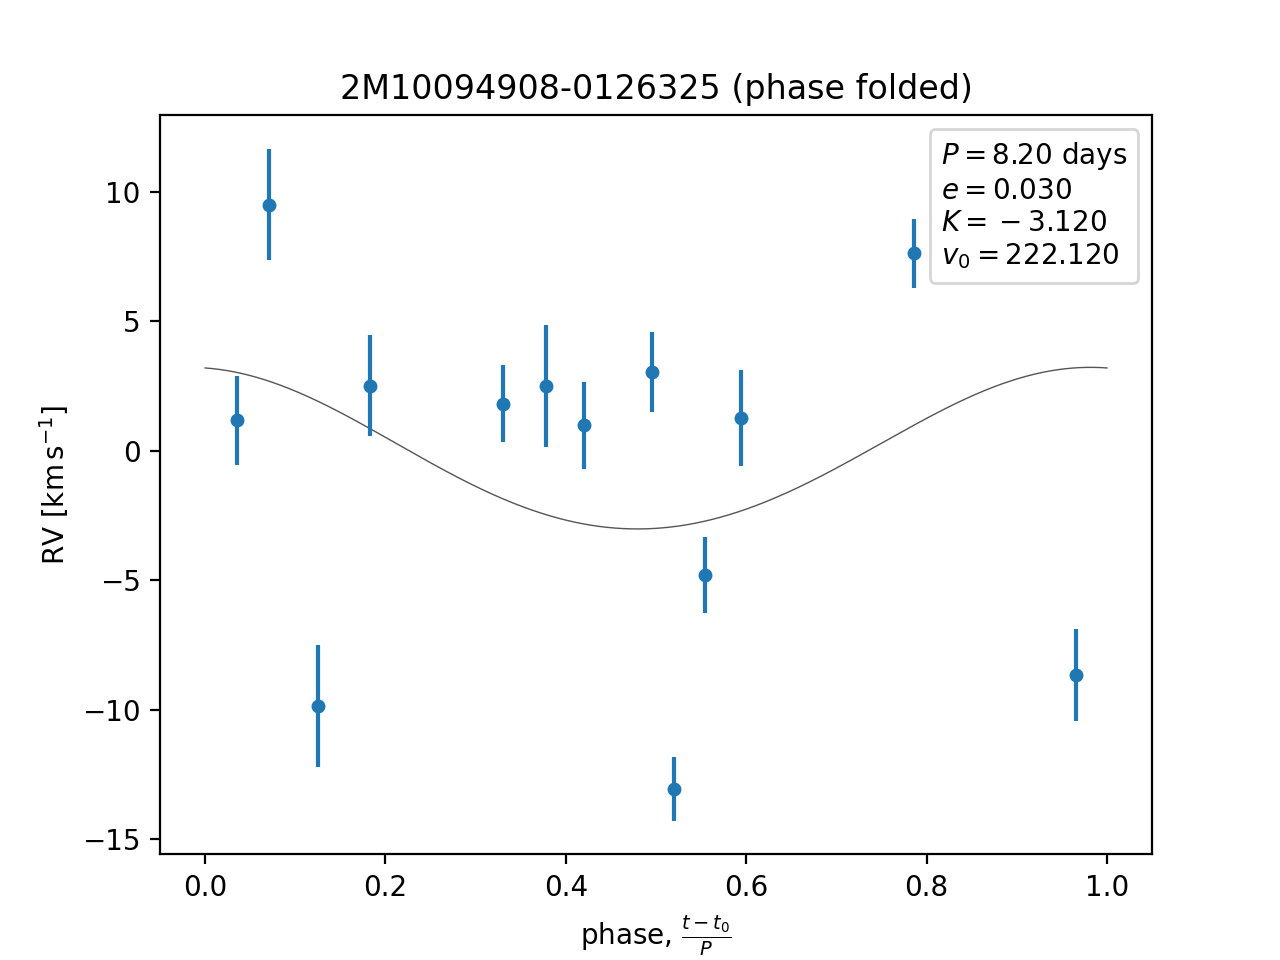 2M10094908-0126325 (phase folded)
P = 8.20 days
e = 0.030
K = −3.120
v₀ = 222.120
10
5
0
−5
−10
−15
RV [km s⁻¹]
0.0 0.2 0.4 0.6 0.8 1.0
phase, (t − t₀)/P